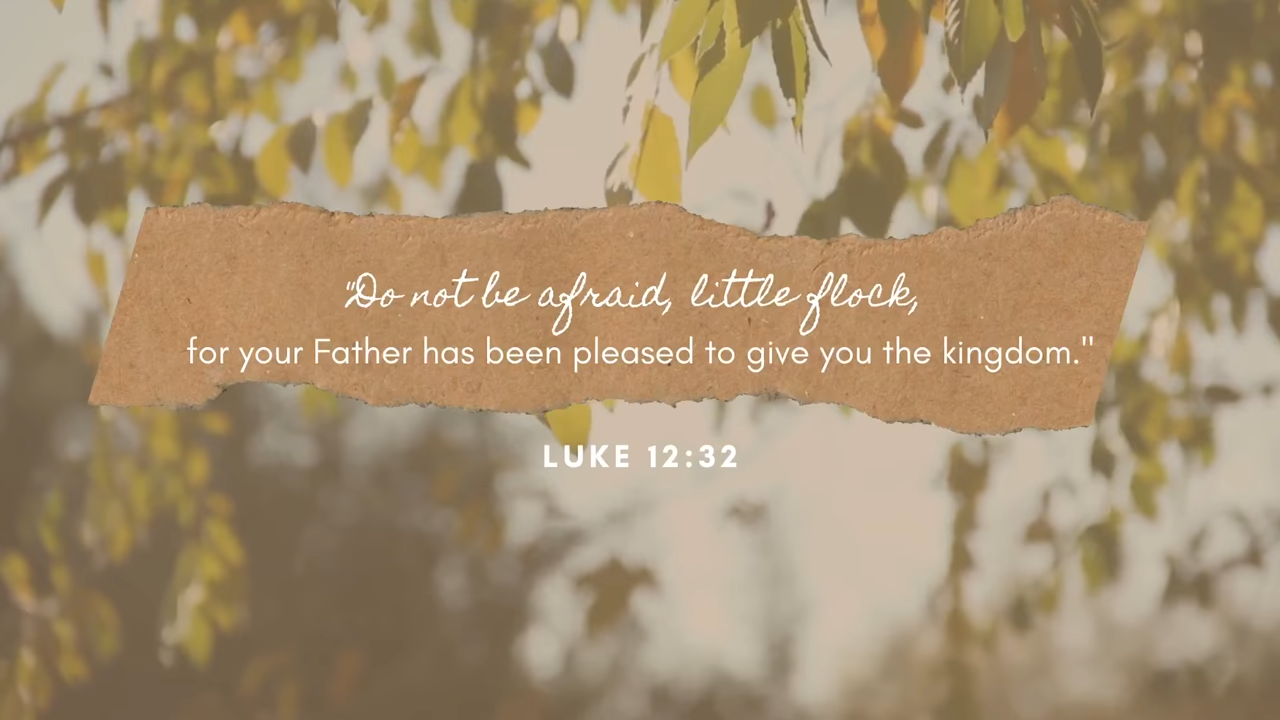 "Do not be afraid, little flock,
for your Father has been pleased to give you the kingdom."
LUKE 12:32